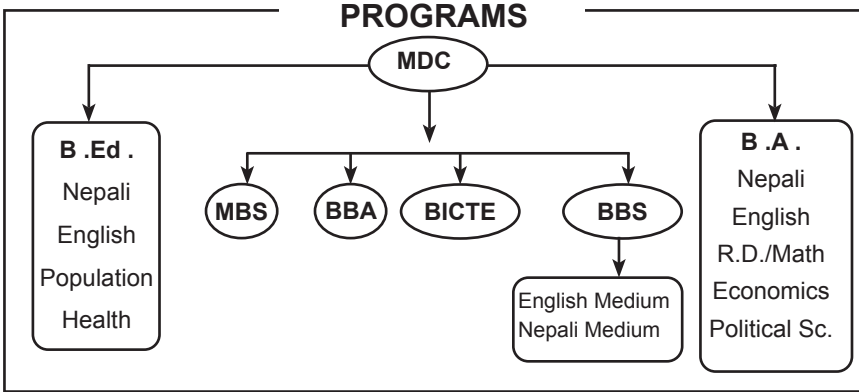 PROGRAMS
MDC
B .Ed .
Nepali
English
Population
Health
MBS
BBA
BICTE
BBS
English Medium
Nepali Medium
B .A .
Nepali
English
R.D./Math
Economics
Political Sc.